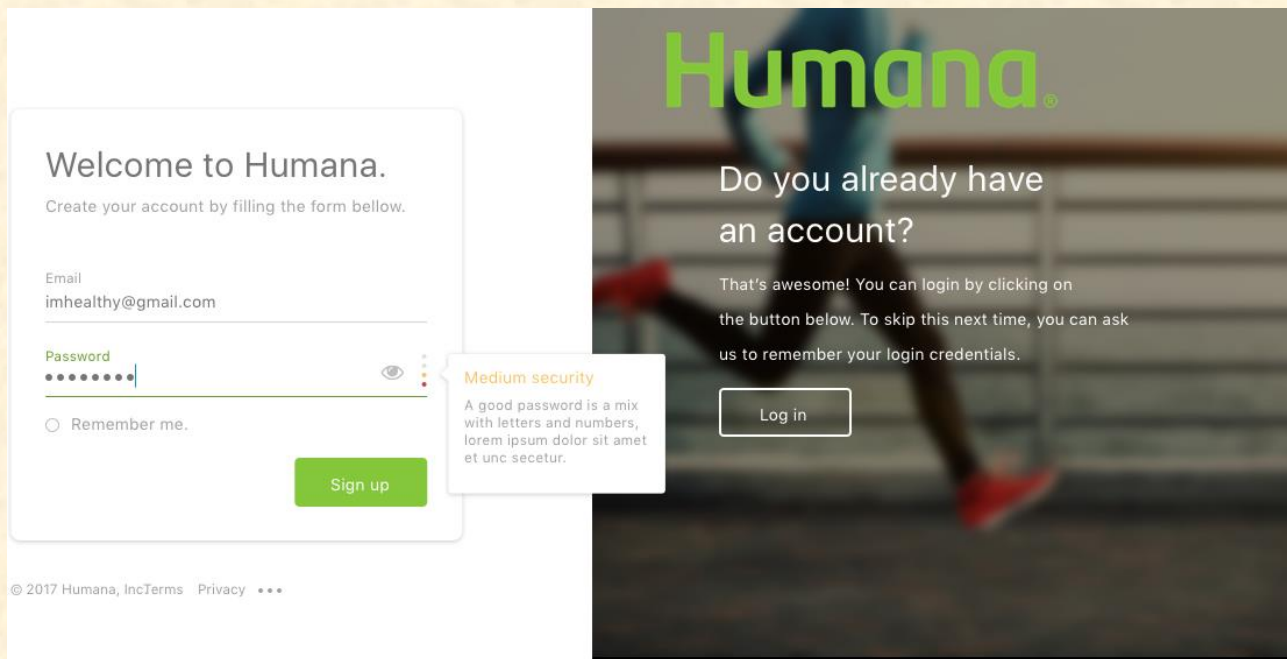 Welcome to Humana.
Create your account by filling the form bellow.
Email
imhealthy@gmail.com
Password
Remember me.
Sign up
Medium security
A good password is a mix
with letters and numbers,
lorem ipsum dolor sit amet
et unc secetur.
© 2017 Humana, IncTerms Privacy
Humana®
Do you already have
an account?
That's awesome! You can login by clicking on
the button below. To skip this next time, you can ask
us to remember your login credentials.
Log in